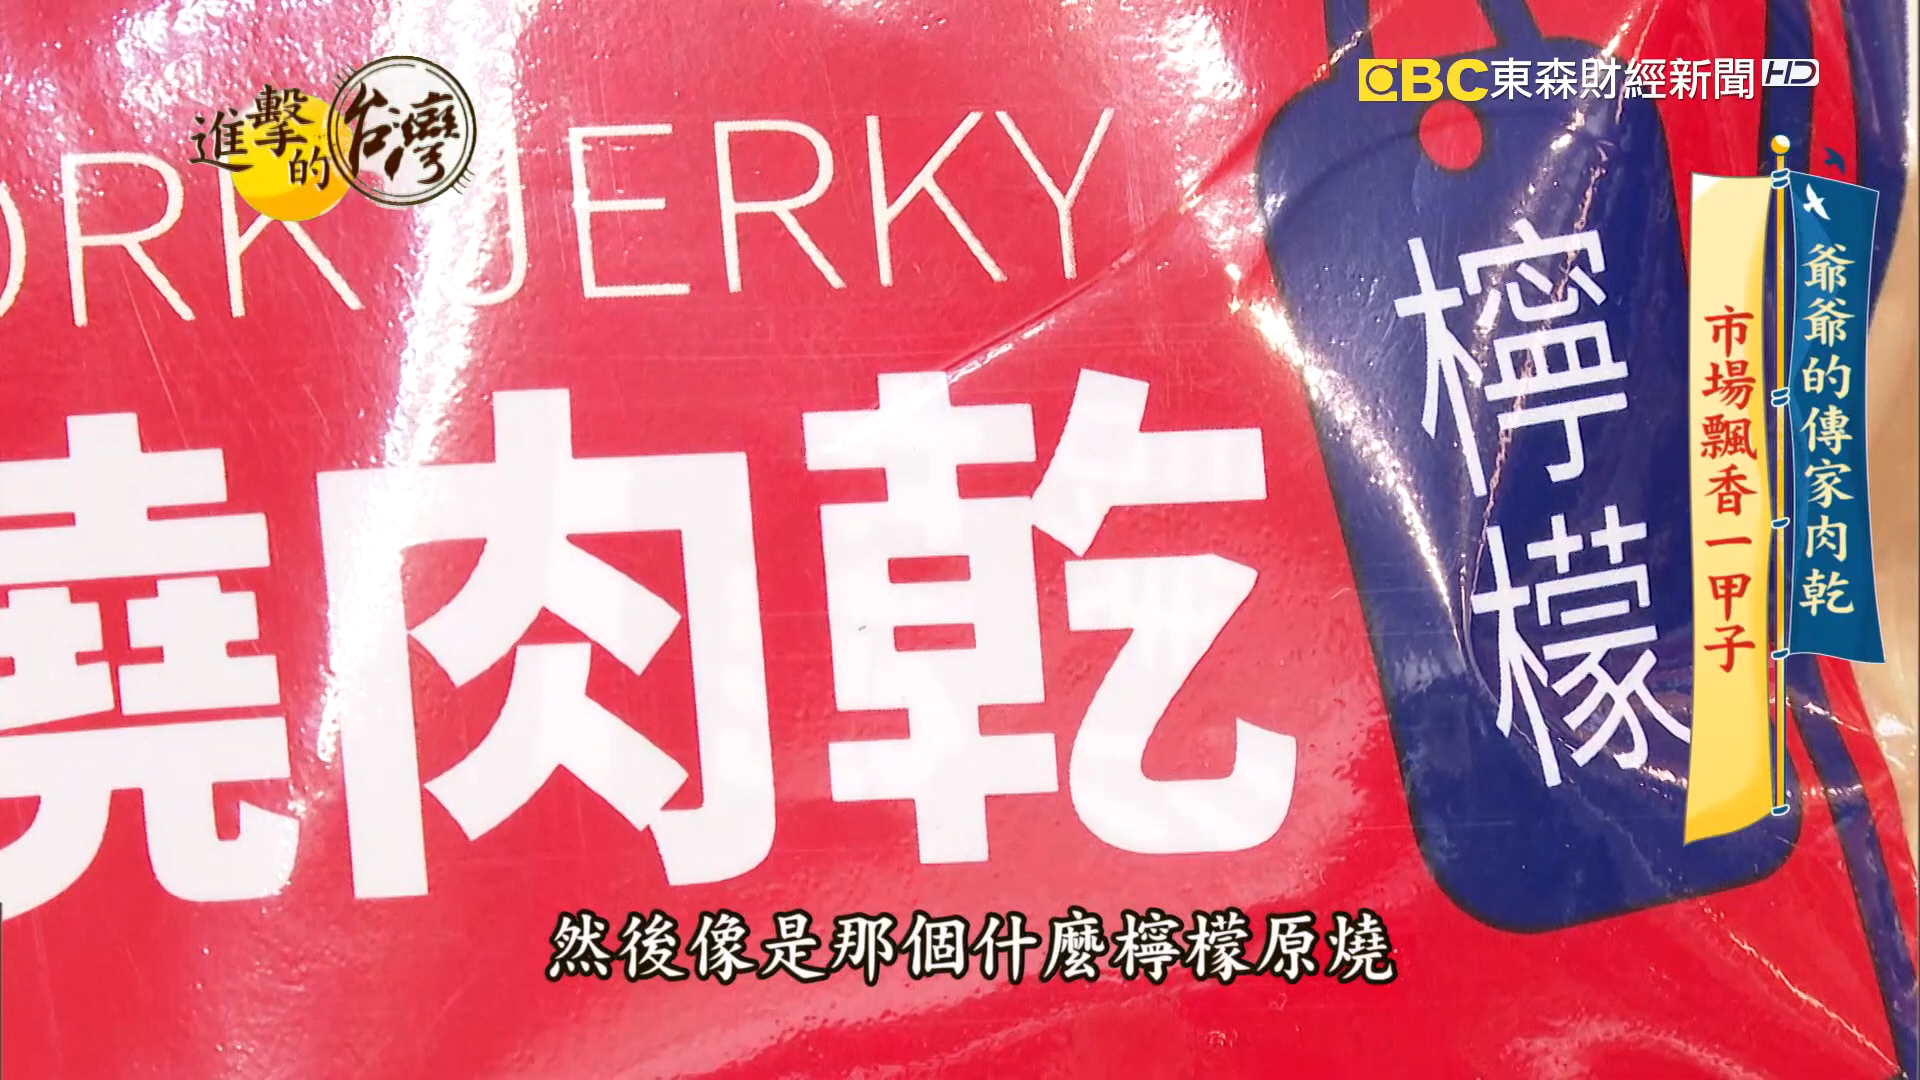 進擊的台灣
EBC東森財經新聞HD
ORK JERKY
燒肉乾
檸檬
爺爺的傳家肉乾
市場飄香一甲子
然後像是那個什麼檸檬原燒